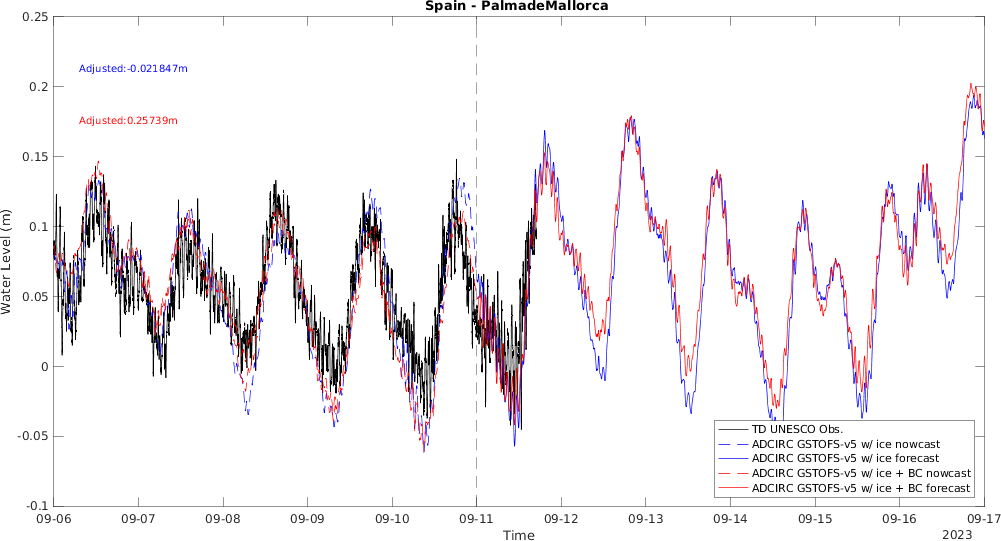 Spain - PalmadeMallorca
0.25
0.2
0.15
0.1
0.05
0
-0.05
-0.1
Water Level (m)
Adjusted:-0.021847m
Adjusted:0.25739m
TD UNESCO Obs.
ADCIRC GSTOFS-v5 w/ ice nowcast
ADCIRC GSTOFS-v5 w/ ice forecast
ADCIRC GSTOFS-v5 w/ ice + BC nowcast
ADCIRC GSTOFS-v5 w/ ice + BC forecast
09-06 09-07 09-08 09-09 09-10 09-11 09-12 09-13 09-14 09-15 09-16 09-17
Time
2023